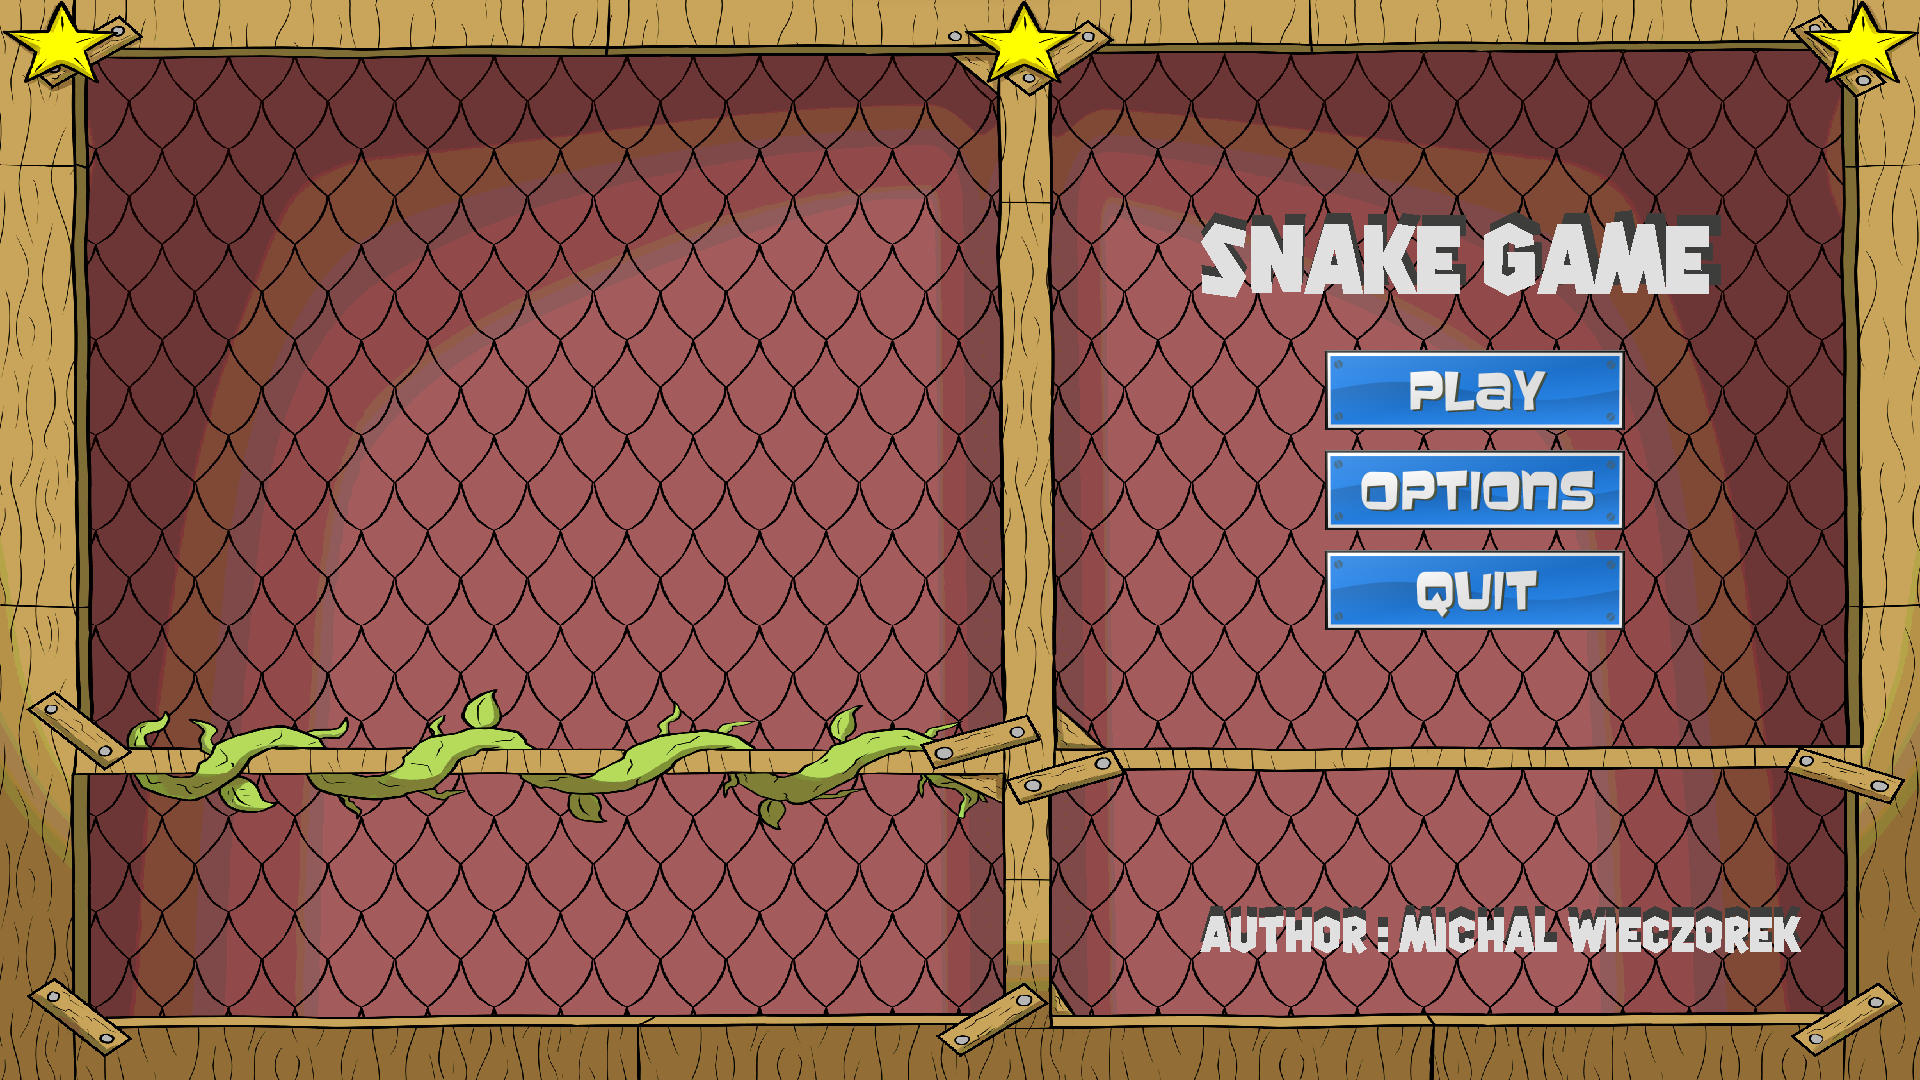 SNAKE GAME
PLAY
OPTIONS
QUIT
AUTHOR : MICHAL WIECZOREK